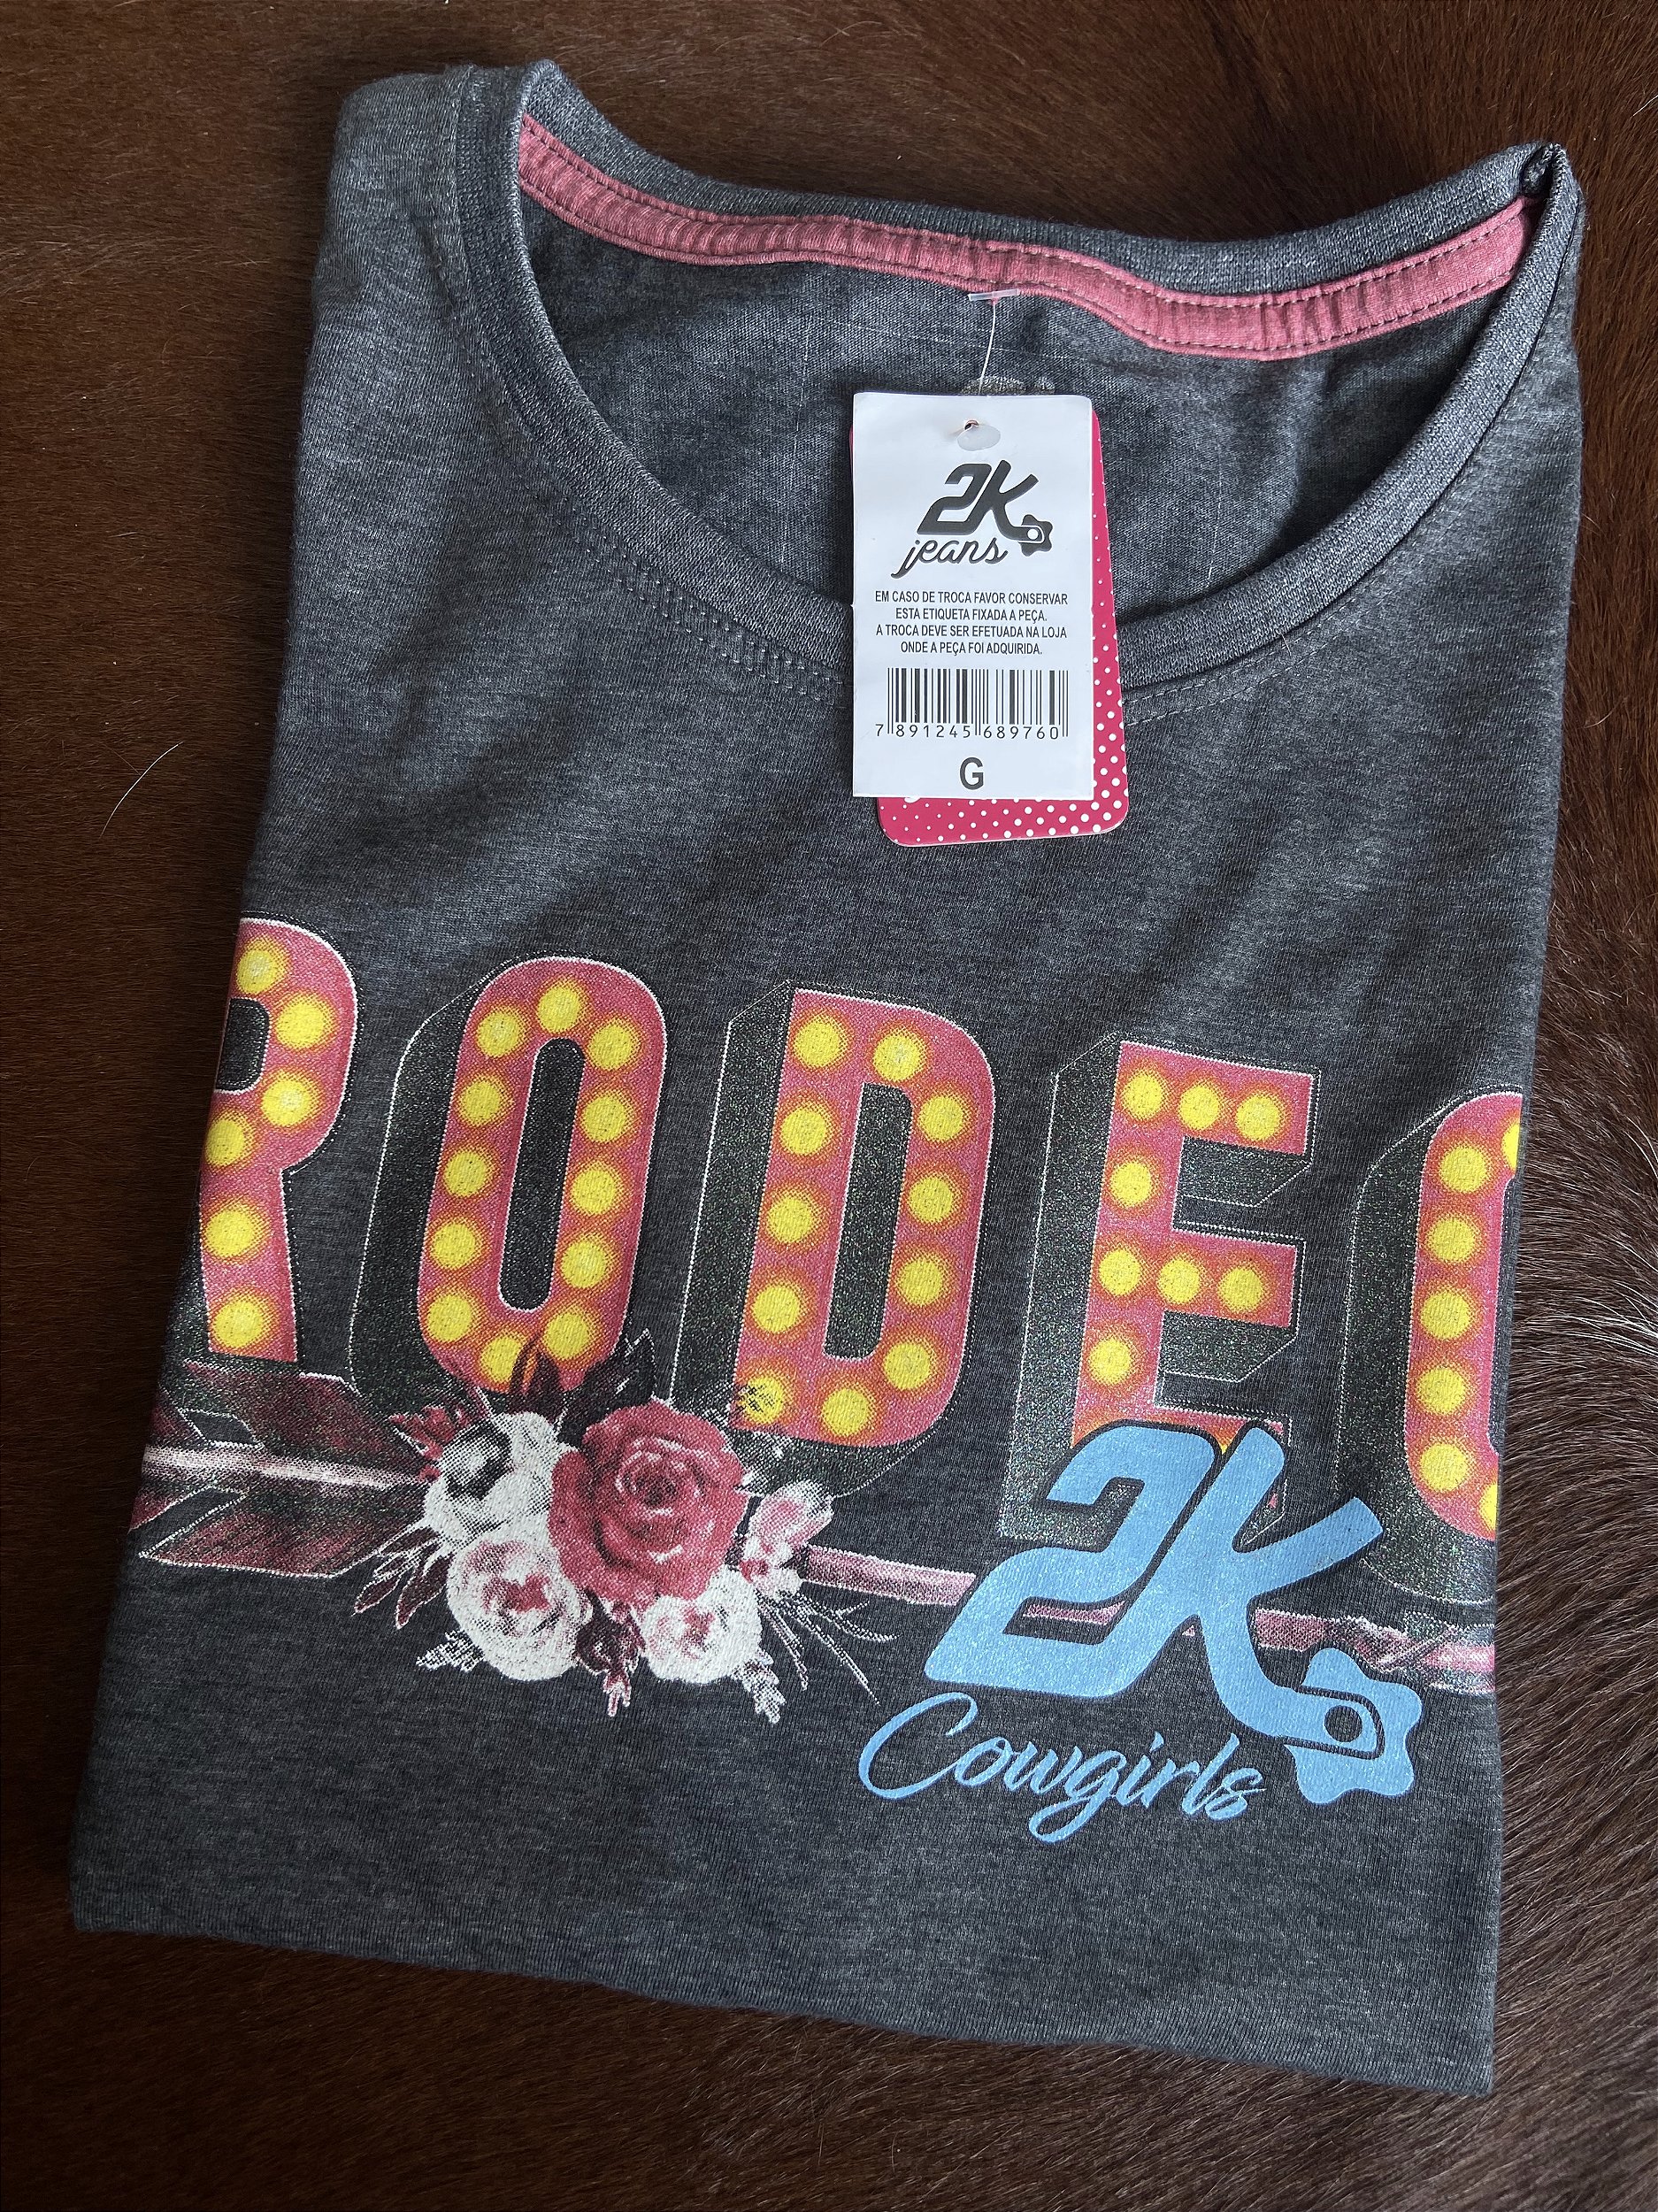 2K
jeans
EM CASO DE TROCA FAVOR CONSERVAR
ESTA ETIQUETA FIXADA A PEÇA.
A TROCA DEVE SER EFETUADA NA LOJA
ONDE A PEÇA FOI ADQUIRIDA.
7 891245 689760
G
RODEO
2K
Cowgirls